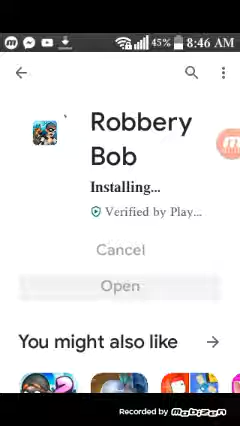 45% 8:46 AM
Robbery
Bob
Installing...
Verified by Play...
Cancel
Open
You might also like
Recorded by Mobizen